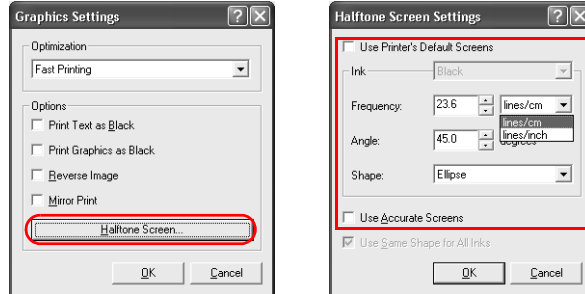 Graphics Settings
Optimization
Fast Printing
Options
Print Text as Black
Print Graphics as Black
Reverse Image
Mirror Print
Halftone Screen...
OK Cancel
Halftone Screen Settings
Use Printer's Default Screens
Ink Black
Frequency: 23.6 lines/cm
lines/cm
lines/inch
Angle: 45.0 degrees
Shape: Ellipse
Use Accurate Screens
Use Same Shape for All Inks
OK Cancel